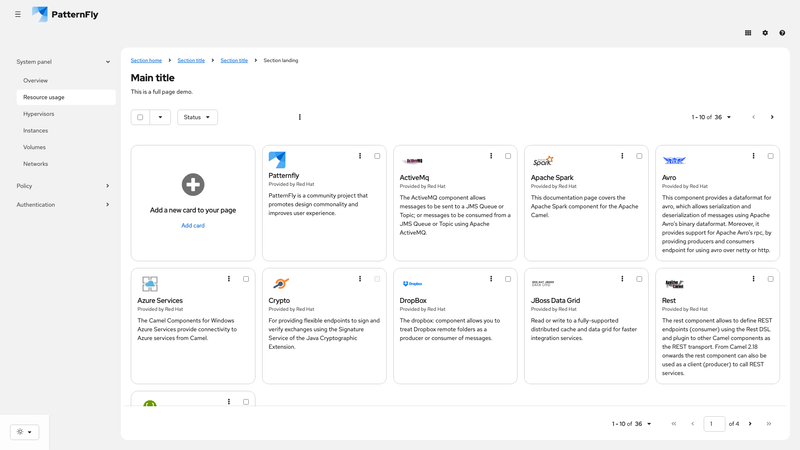 PatternFly
System panel
Overview
Resource usage
Hypervisors
Instances
Volumes
Networks
Policy
Authentication
Section home
Section title
Section title
Section landing
Main title
This is a full page demo.
Status
1 - 10 of 36
Add a new card to your page
Add card
Patternfly
Provided by Red Hat
PatternFly is a community project that
promotes design commonality and
improves user experience.
ActiveMQ
ActiveMq
Provided by Red Hat
The ActiveMQ component allows
messages to be sent to a JMS Queue or
Topic; or messages to be consumed from a
JMS Queue or Topic using Apache
ActiveMQ.
Spark
Apache Spark
Provided by Red Hat
This documentation page covers the
Apache Spark component for the Apache
Camel.
Avro
Provided by Red Hat
This component provides a dataformat for
avro, which allows serialization and
deserialization of messages using Apache
Avro's binary dataformat. Moreover, it
provides support for Apache Avro's rpc, by
providing producers and consumers
endpoint for using avro over netty or http.
Azure Services
Provided by Red Hat
The Camel Components for Windows
Azure Services provide connectivity to
Azure services from Camel.
Crypto
Provided by Red Hat
For providing flexible endpoints to sign and
verify exchanges using the Signature
Service of the Java Cryptographic
Extension.
Dropbox
DropBox
Provided by Red Hat
The dropbox: component allows you to
treat Dropbox remote folders as a
producer or consumer of messages.
JBoss Data Grid
Provided by Red Hat
Read or write to a fully-supported
distributed cache and data grid for faster
integration services.
Rest
Provided by Red Hat
The rest component allows to define REST
endpoints (consumer) using the Rest DSL
and plugin to other Camel components as
the REST transport. From Camel 2.18
onwards the rest component can also be
used as a client (producer) to call REST
services.
1 - 10 of 36
1
of 4